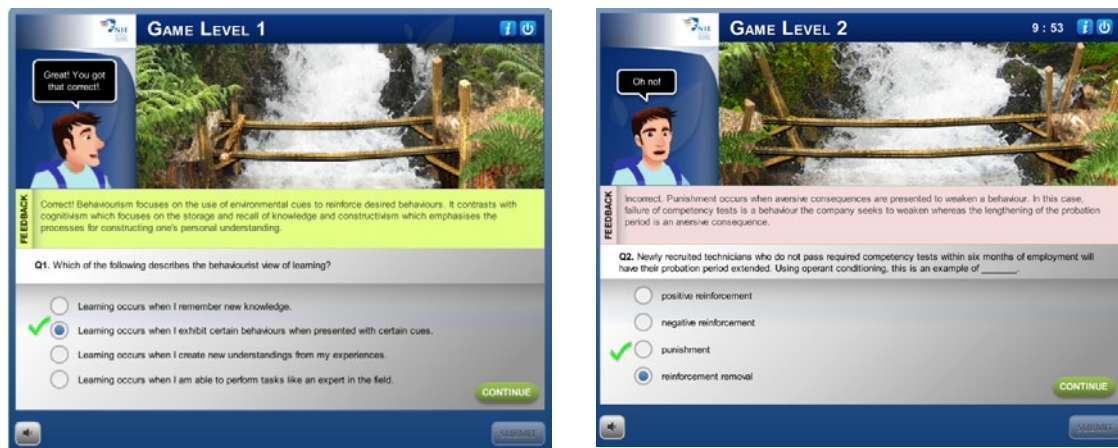 NIE
GAME LEVEL 1
Great! You got
that correct!.
FEEDBACK
Correct! Behaviourism focuses on the use of environmental cues to reinforce desired behaviours. It contrasts with
cognitivism which focuses on the storage and recall of knowledge and constructivism which emphasises the
processes for constructing one's personal understanding.
Q1. Which of the following describes the behaviourist view of learning?
Learning occurs when I remember new knowledge.
Learning occurs when I exhibit certain behaviours when presented with certain cues.
Learning occurs when I create new understandings from my experiences.
Learning occurs when I am able to perform tasks like an expert in the field.
CONTINUE
SUBMIT
NIE
GAME LEVEL 2
9 : 53
Oh no!
FEEDBACK
Incorrect. Punishment occurs when aversive consequences are presented to weaken a behaviour. In this case,
failure of competency tests is a behaviour the company seeks to weaken whereas the lengthening of the probation
period is an aversive consequence.
Q2. Newly recruited technicians who do not pass required competency tests within six months of employment will
have their probation period extended. Using operant conditioning, this is an example of ______.
positive reinforcement
negative reinforcement
punishment
reinforcement removal
CONTINUE
SUBMIT